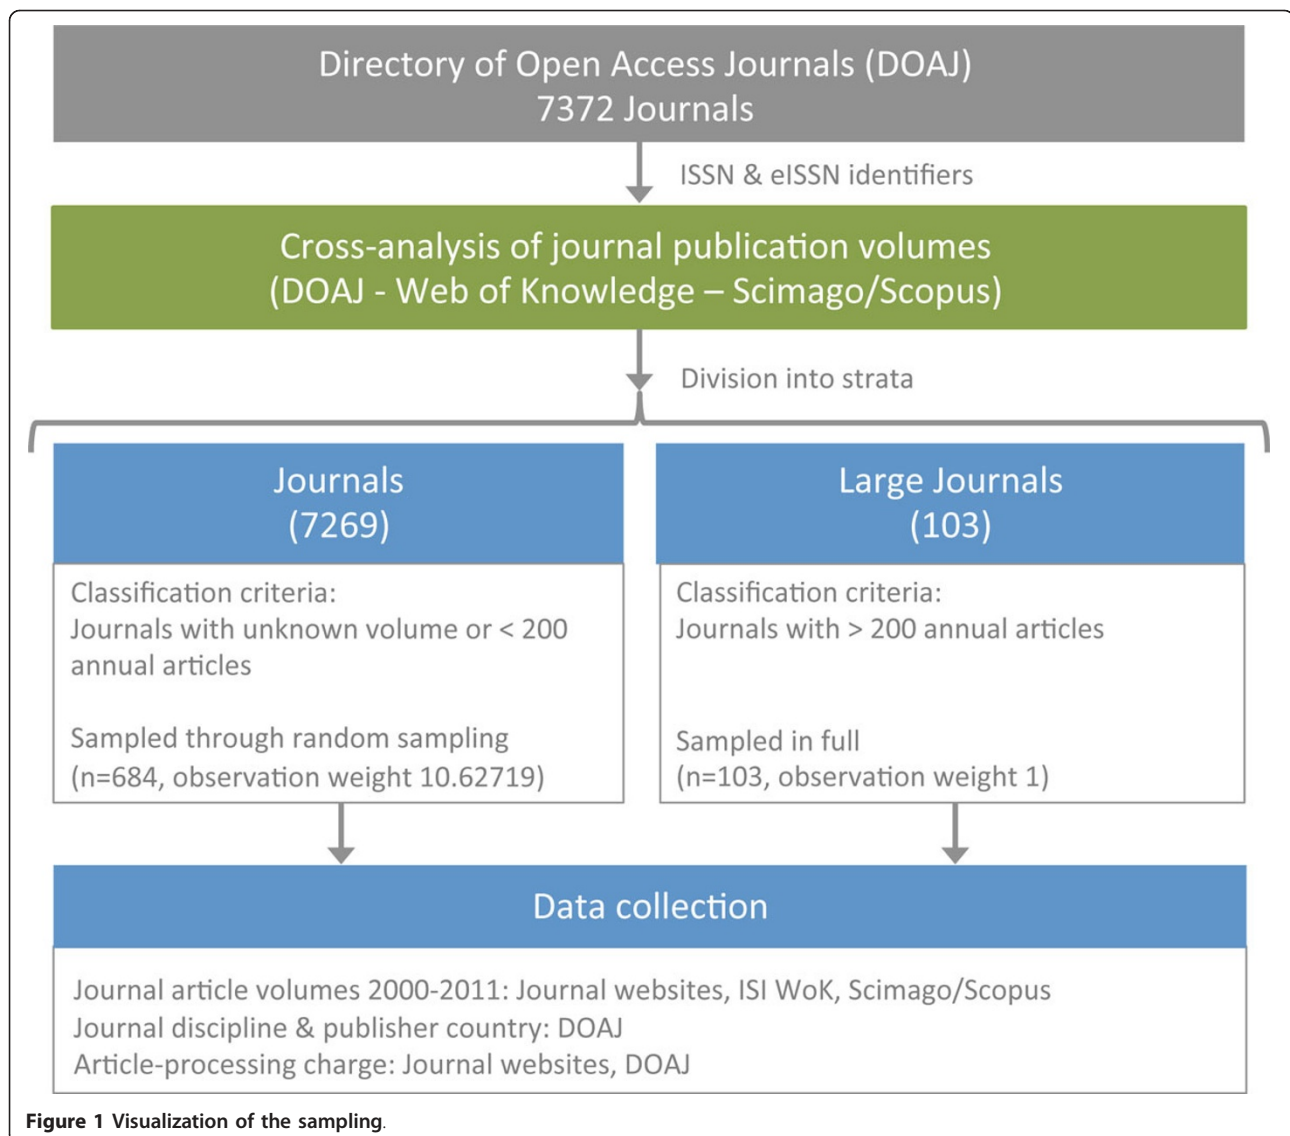 Directory of Open Access Journals (DOAJ)
7372 Journals
ISSN & eISSN identifiers
Cross-analysis of journal publication volumes
(DOAJ - Web of Knowledge – Scimago/Scopus)
Division into strata
Journals
(7269)
Classification criteria:
Journals with unknown volume or < 200
annual articles
Sampled through random sampling
(n=684, observation weight 10.62719)
Large Journals
(103)
Classification criteria:
Journals with > 200 annual articles
Sampled in full
(n=103, observation weight 1)
Data collection
Journal article volumes 2000-2011: Journal websites, ISI WoK, Scimago/Scopus
Journal discipline & publisher country: DOAJ
Article-processing charge: Journal websites, DOAJ
Figure 1 Visualization of the sampling.